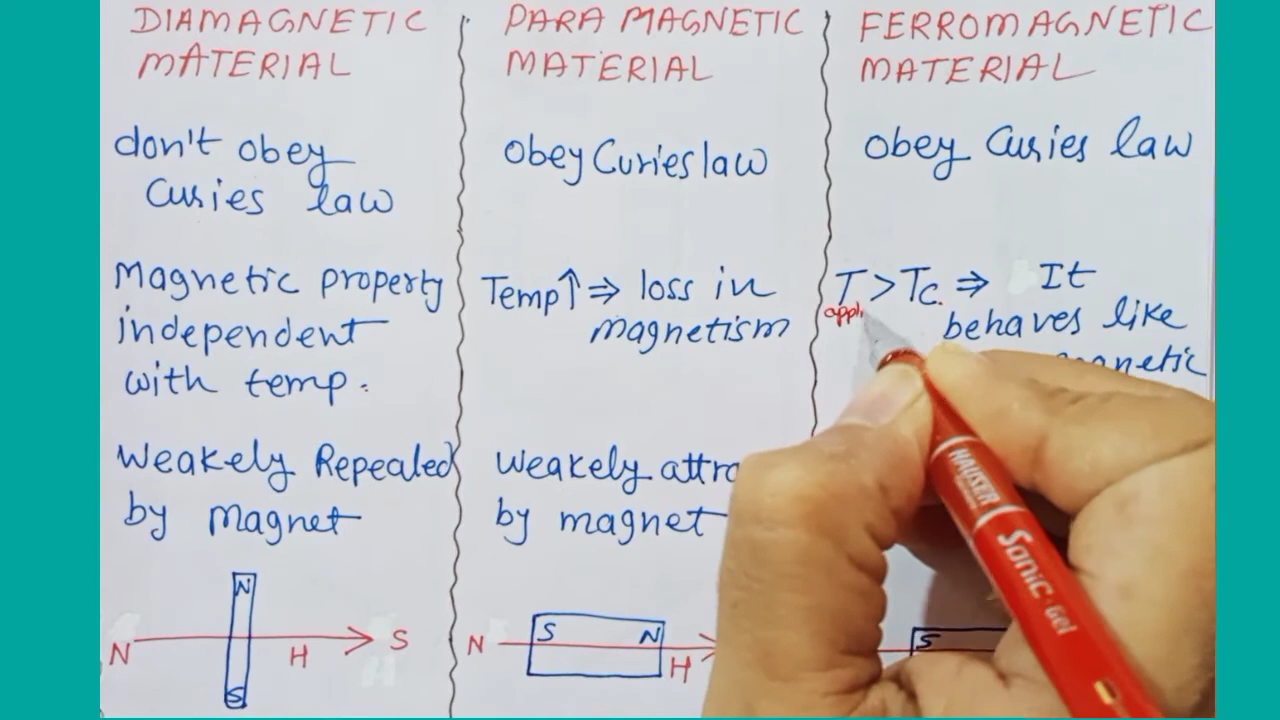 DIAMAGNETIC
MATERIAL
don't obey
Curies law
Magnetic property
independent
with temp.
Weakely Repealed
by magnet
N
S
N
H
S
PARA MAGNETIC
MATERIAL
Obey Curies law
Temp↑ ⇒ loss in
magnetism
Weakely attra
by magnet
N
S N
H
FERROMAGNETIC
MATERIAL
obey Curies law
T > Tc. ⇒ It
appli
behaves like
gnetic
S
HAUSER
Sonic·Gel